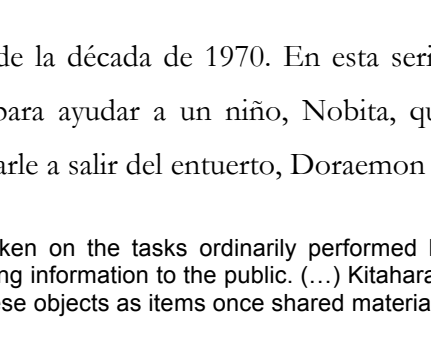 de la década de 1970. En esta seri
para ayudar a un niño, Nobita, qu
arle a salir del entuerto, Doraemon
ken on the tasks ordinarily performed
ng information to the public. (…) Kitahara
ese objects as items once shared materia